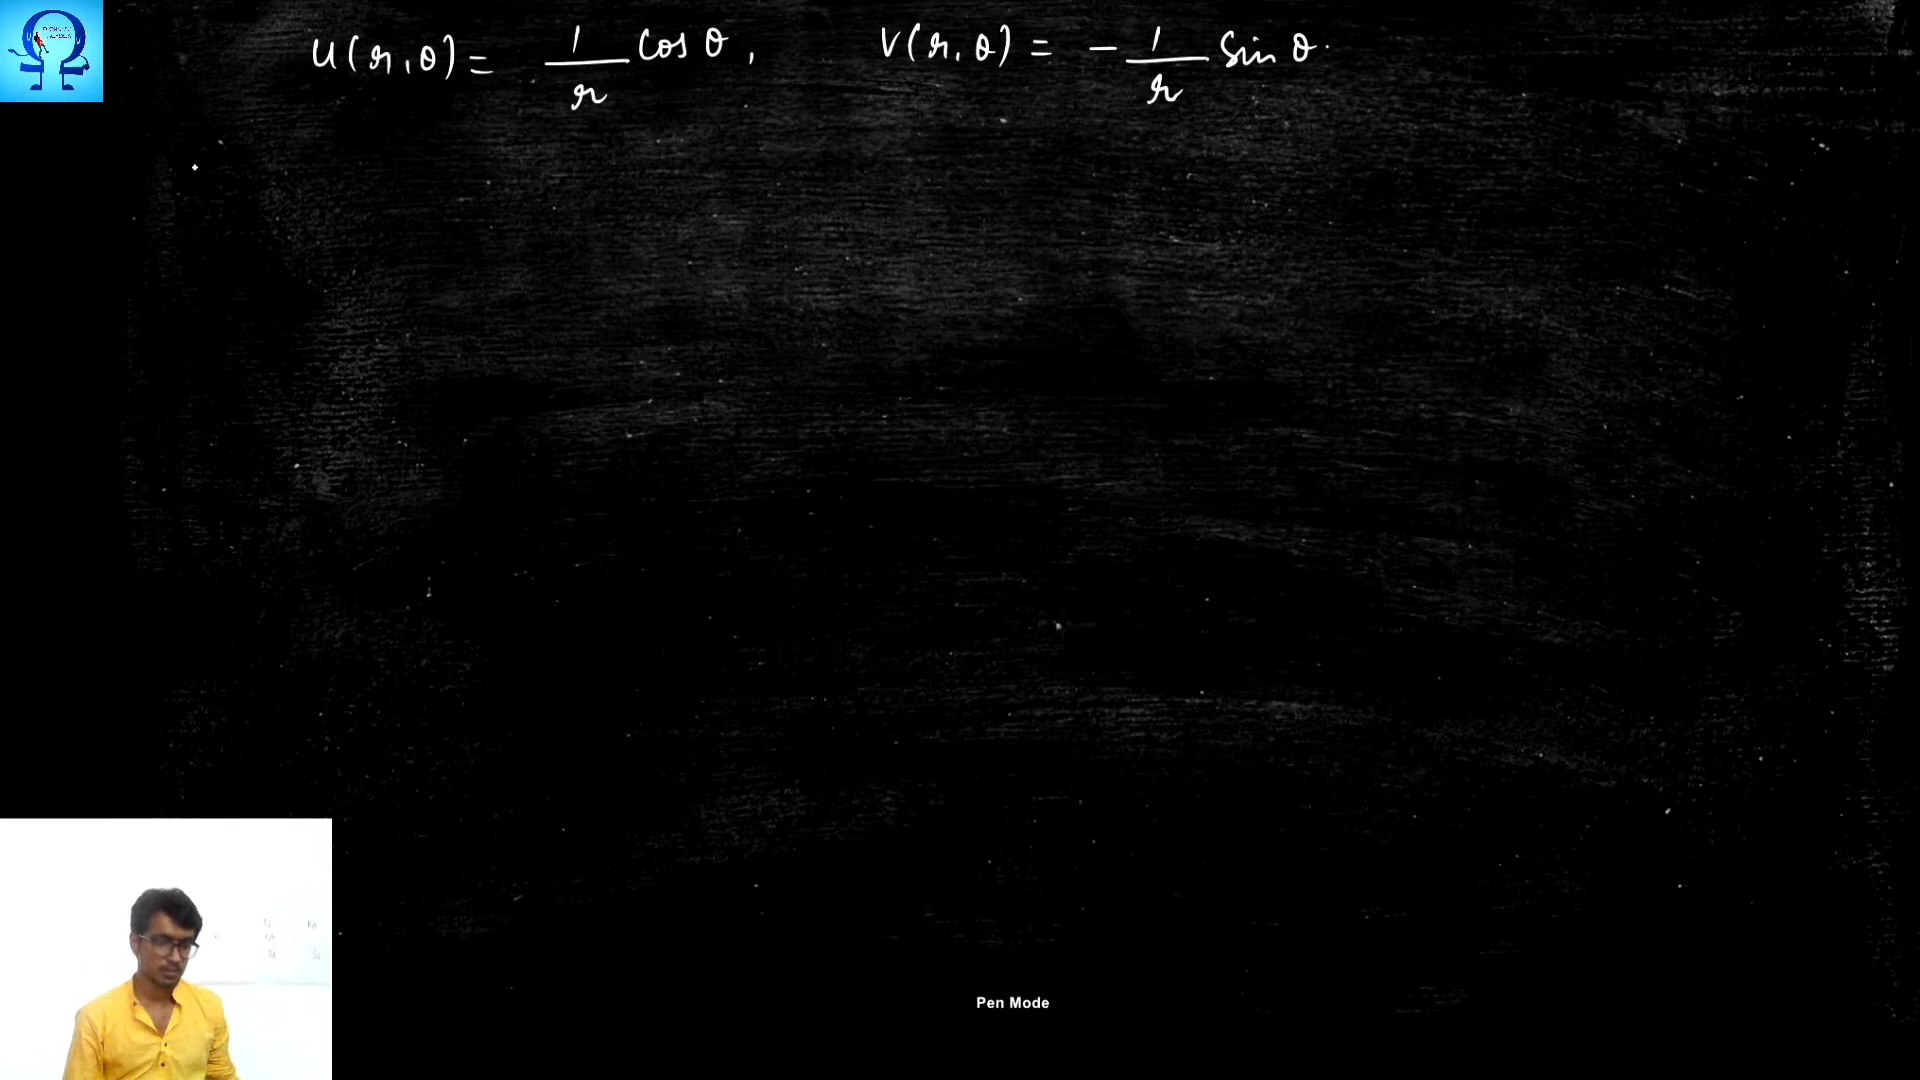 u(r,θ) = 1/r cos θ, v(r,θ) = - 1/r Sin θ.
Pen Mode